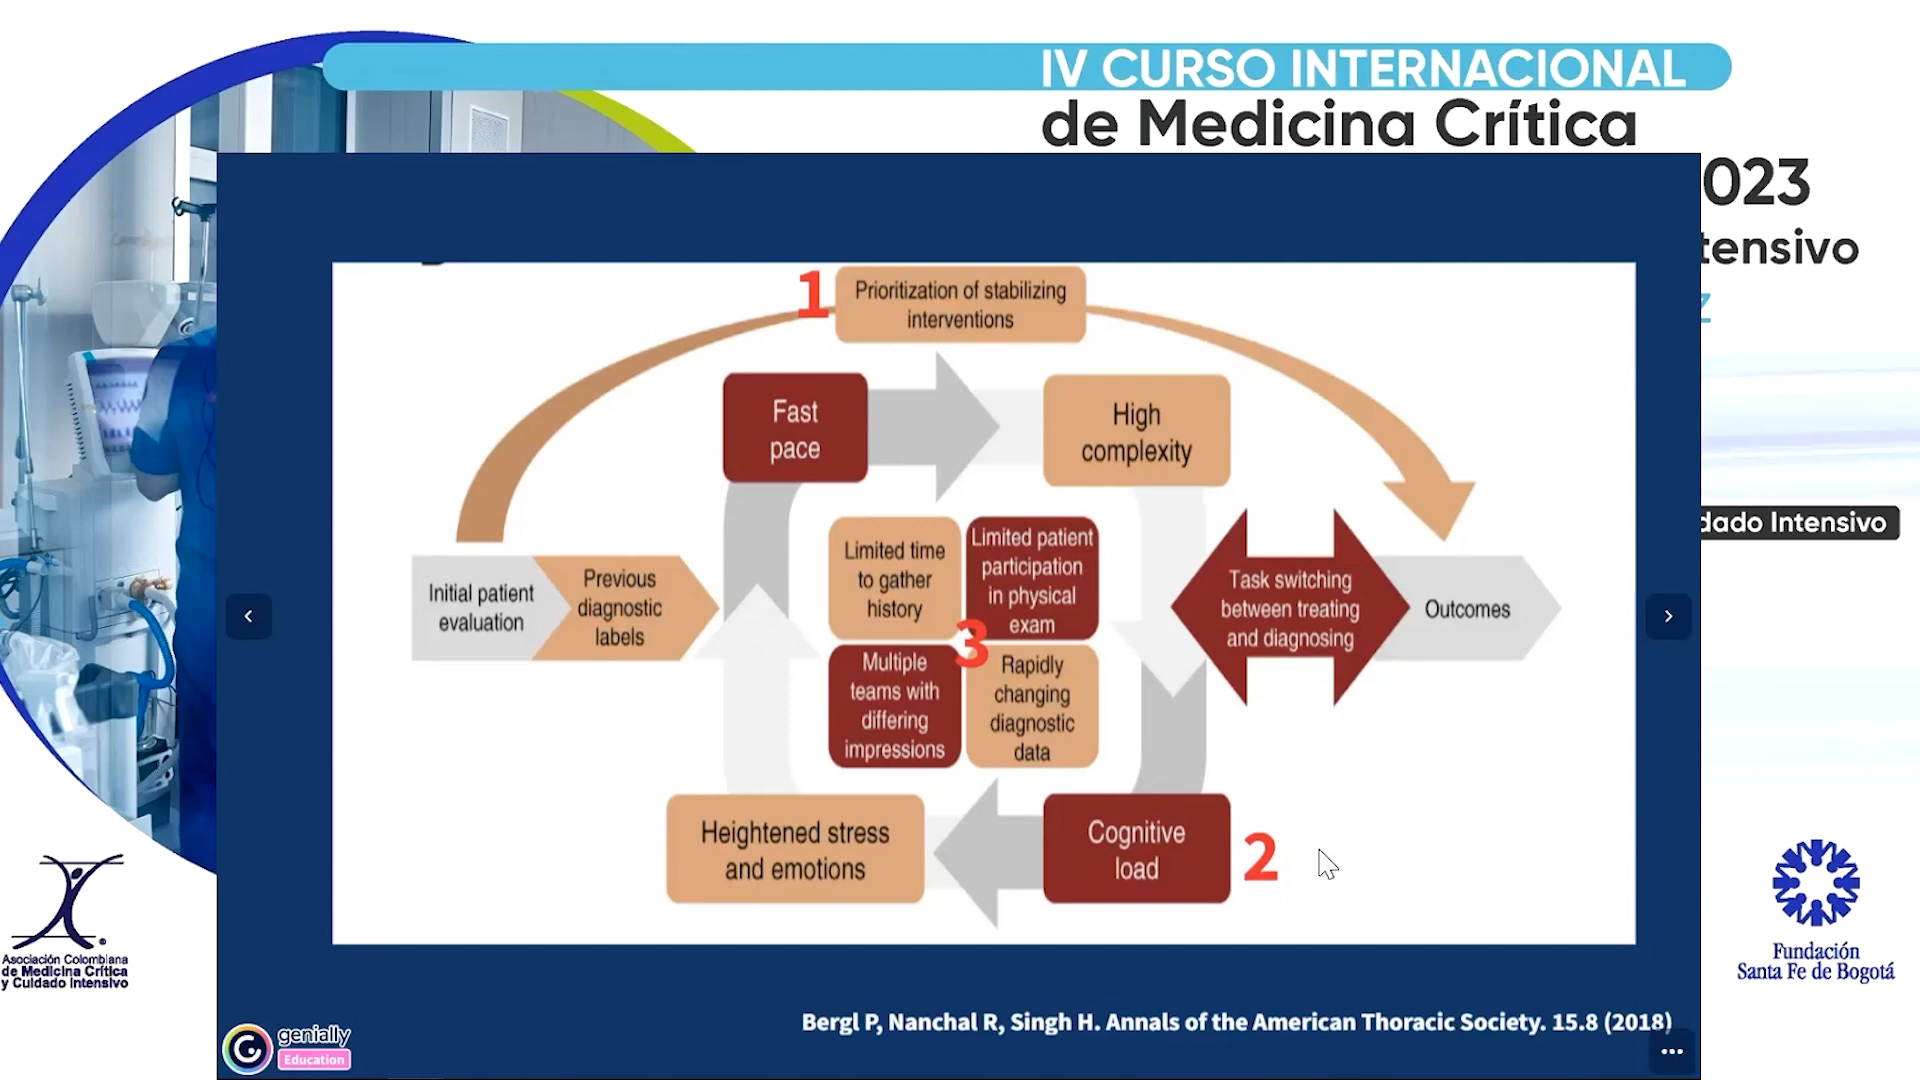 IV CURSO INTERNACIONAL
de Medicina Crítica
023
tensivo
dado Intensivo
1
Prioritization of stabilizing
interventions
Fast
pace
High
complexity
Initial patient
evaluation
Previous
diagnostic
labels
Limited time
to gather
history
Limited patient
participation
in physical
exam
3
Multiple
teams with
differing
impressions
Rapidly
changing
diagnostic
data
Task switching
between treating
and diagnosing
Outcomes
Heightened stress
and emotions
Cognitive
load
2
Bergl P, Nanchal R, Singh H. Annals of the American Thoracic Society. 15.8 (2018)
genially
Education
Asociación Colombiana
de Medicina Crítica
y Cuidado Intensivo
Fundación
Santa Fe de Bogotá